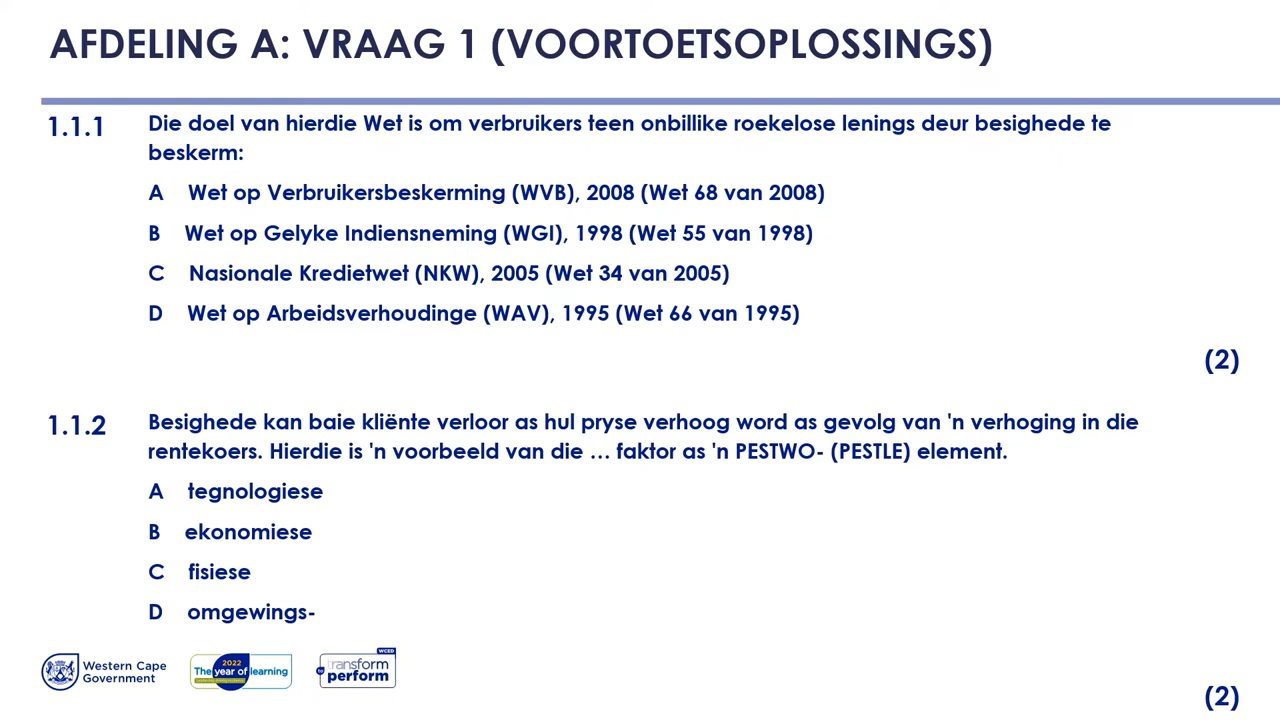 AFDELING A: VRAAG 1 (VOORTOETSOPLOSSINGS)
1.1.1 Die doel van hierdie Wet is om verbruikers teen onbillike roekelose lenings deur besighede te
beskerm:
A Wet op Verbruikersbeskerming (WVB), 2008 (Wet 68 van 2008)
B Wet op Gelyke Indiensneming (WGI), 1998 (Wet 55 van 1998)
C Nasionale Kredietwet (NKW), 2005 (Wet 34 van 2005)
D Wet op Arbeidsverhoudinge (WAV), 1995 (Wet 66 van 1995)
(2)
1.1.2 Besighede kan baie kliënte verloor as hul pryse verhoog word as gevolg van 'n verhoging in die
rentekoers. Hierdie is 'n voorbeeld van die … faktor as 'n PESTWO- (PESTLE) element.
A tegnologiese
B ekonomiese
C fisiese
D omgewings-
Western Cape
Government
2022
The year of learning
WCED
transform
to perform
(2)